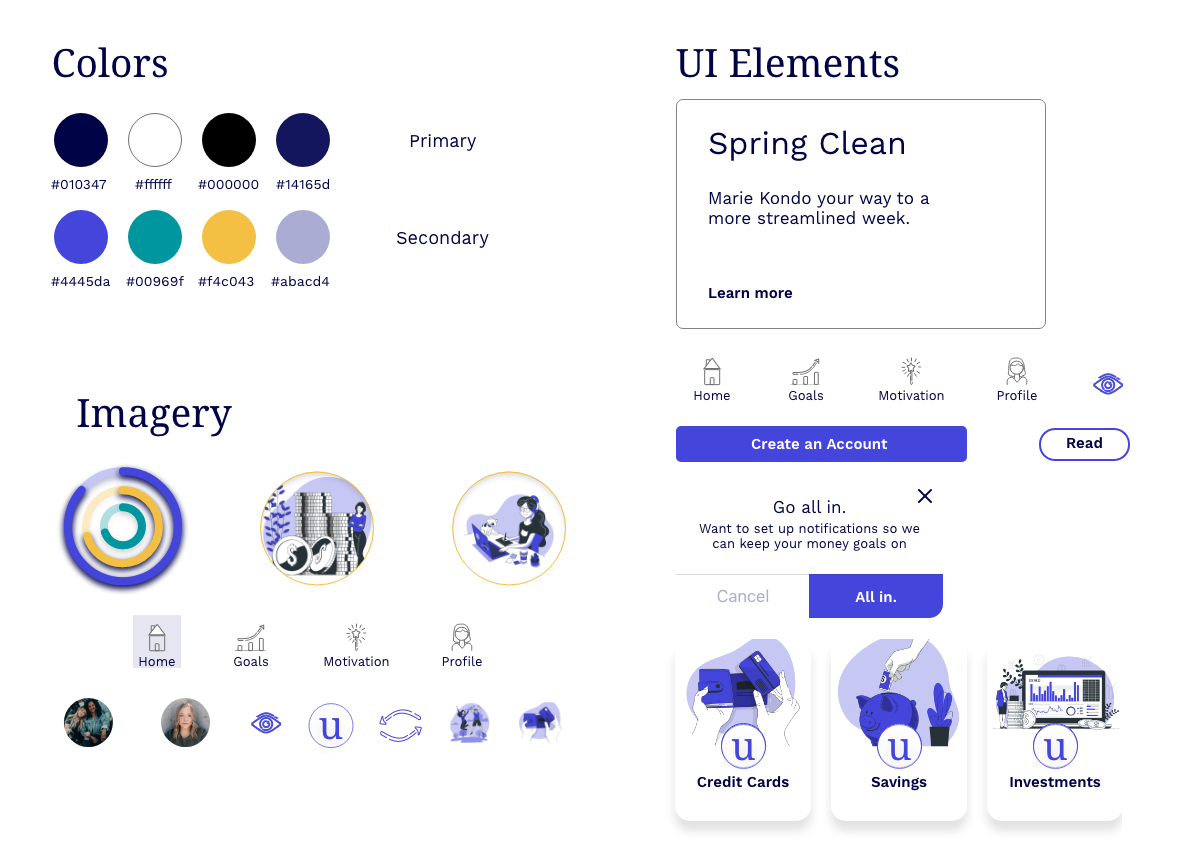 Colors
Primary
#010347 #ffffff #000000 #14165d
Secondary
#4445da #00969f #f4c043 #abacd4
Imagery
$ $
Home Goals Motivation Profile
u
UI Elements
Spring Clean
Marie Kondo your way to a
more streamlined week.
Learn more
Home Goals Motivation Profile
Create an Account
Read
Go all in.
Want to set up notifications so we
can keep your money goals on
Cancel
All in.
u u u
Credit Cards Savings Investments